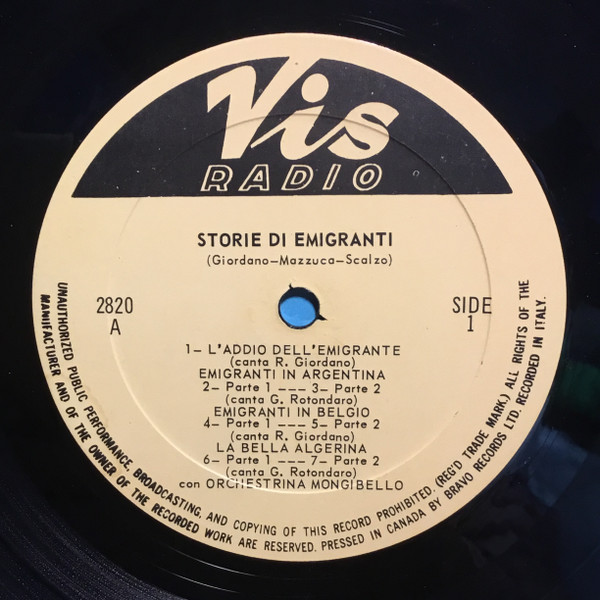 Vis
RADIO
STORIE DI EMIGRANTI
(Giordano—Mazzuca—Scalzo)
2820
A
SIDE
1
1— L'ADDIO DELL'EMIGRANTE
(canta R. Giordano)
EMIGRANTI IN ARGENTINA
2— Parte 1 --- 3— Parte 2
(canta G. Rotondaro)
EMIGRANTI IN BELGIO
4— Parte 1 --- 5— Parte 2
(canta R. Giordano)
LA BELLA ALGERINA
6— Parte 1 --- 7— Parte 2
(canta G. Rotondaro)
con ORCHESTRINA MONGIBELLO
UNAUTHORIZED PUBLIC PERFORMANCE, BROADCASTING, AND COPYING OF THIS RECORD PROHIBITED. (REG'D TRADE MARK.) ALL RIGHTS OF THE
MANUFACTURER AND OF THE OWNER OF THE RECORDED WORK ARE RESERVED. PRESSED IN CANADA BY BRAVO RECORDS LTD. RECORDED IN ITALY.